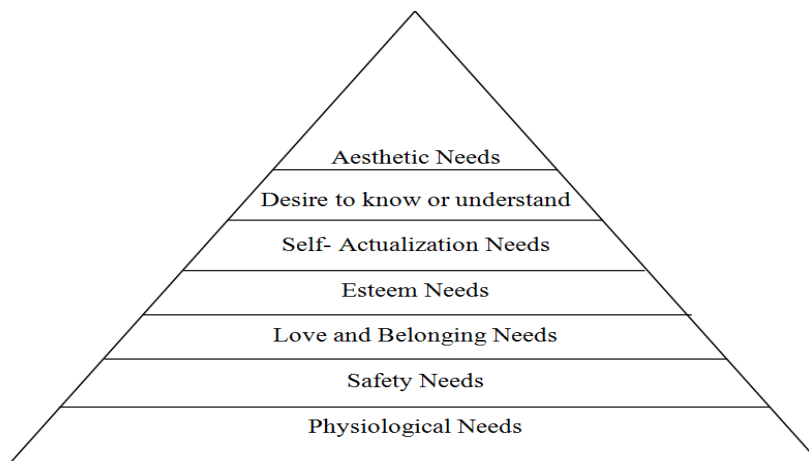 Aesthetic Needs
Desire to know or understand
Self- Actualization Needs
Esteem Needs
Love and Belonging Needs
Safety Needs
Physiological Needs